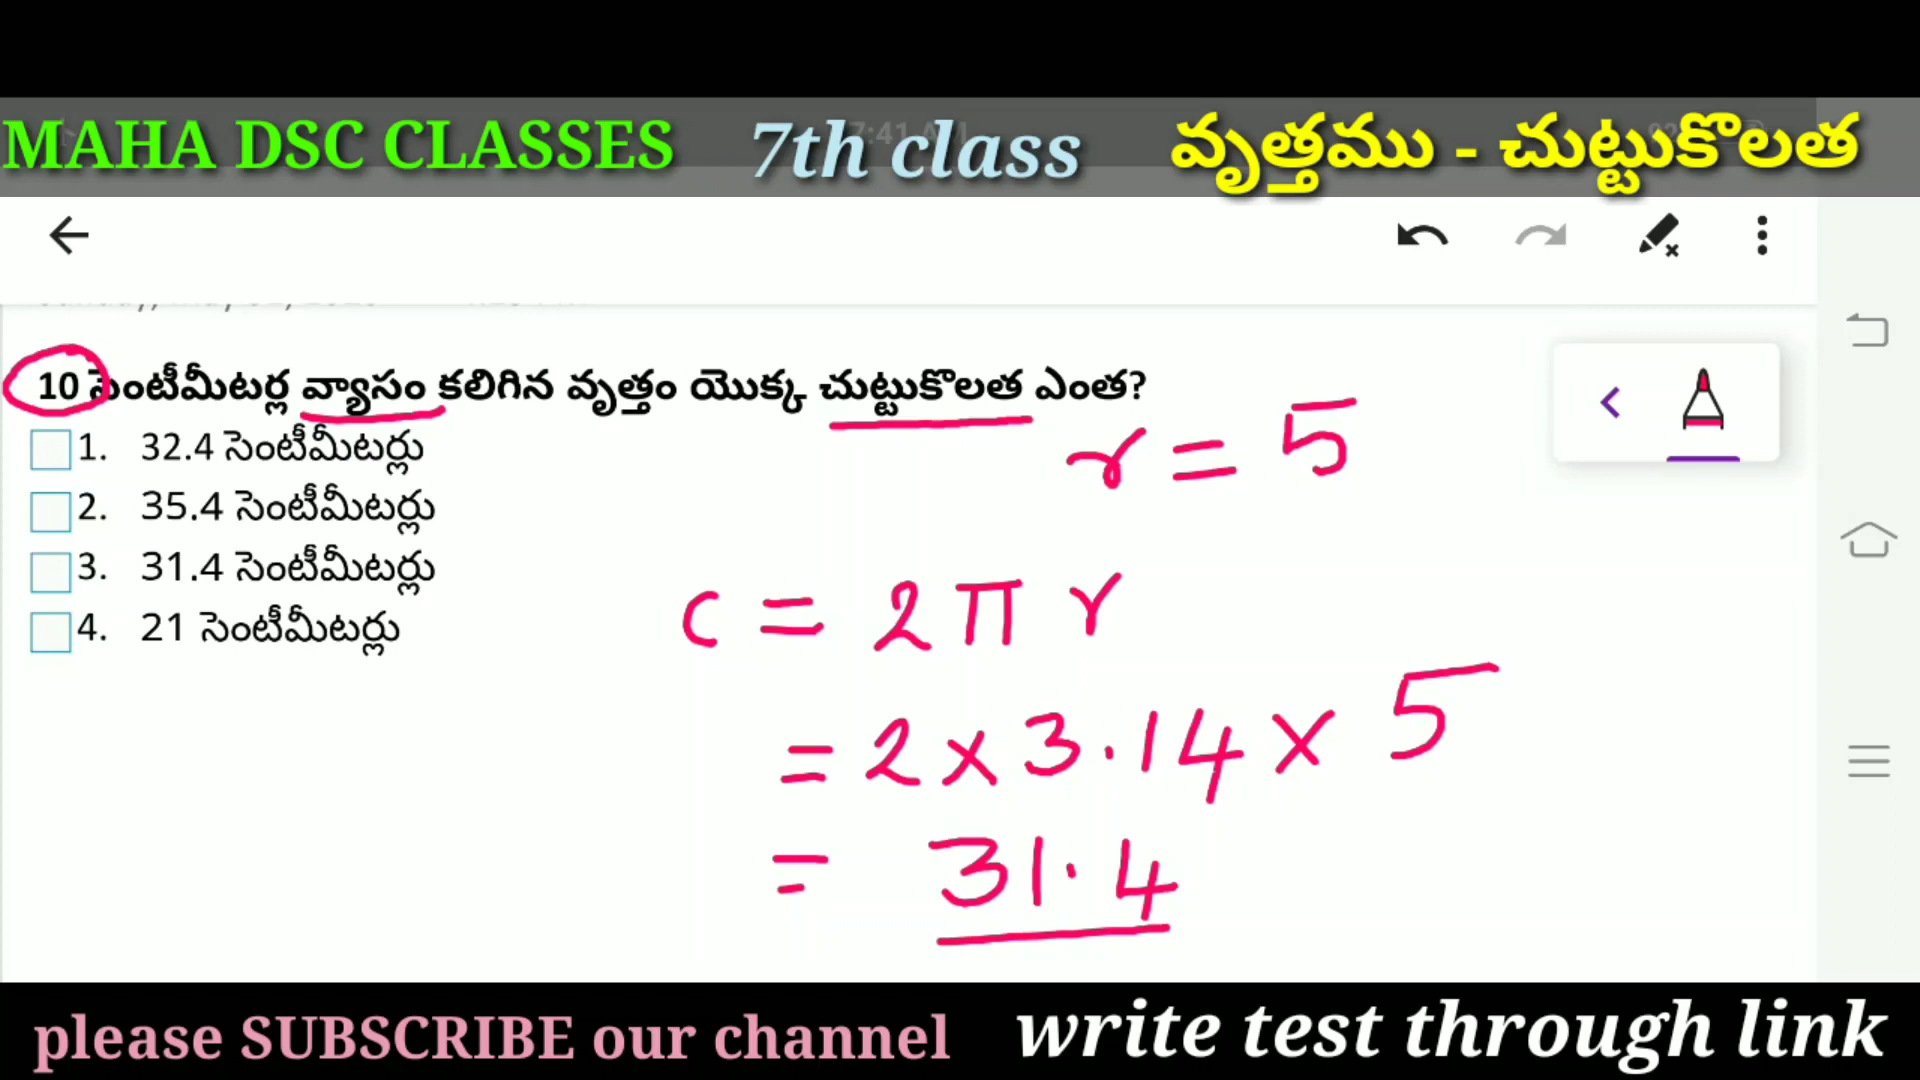 MAHA DSC CLASSES 7th class వృత్తము - చుట్టుకొలత
10 సెంటీమీటర్ల వ్యాసం కలిగిన వృత్తం యొక్క చుట్టుకొలత ఎంత?
1. 32.4 సెంటీమీటర్లు
2. 35.4 సెంటీమీటర్లు
3. 31.4 సెంటీమీటర్లు
4. 21 సెంటీమీటర్లు
r = 5
c = 2 π r
= 2 × 3.14 × 5
= 31.4
please SUBSCRIBE our channel write test through link